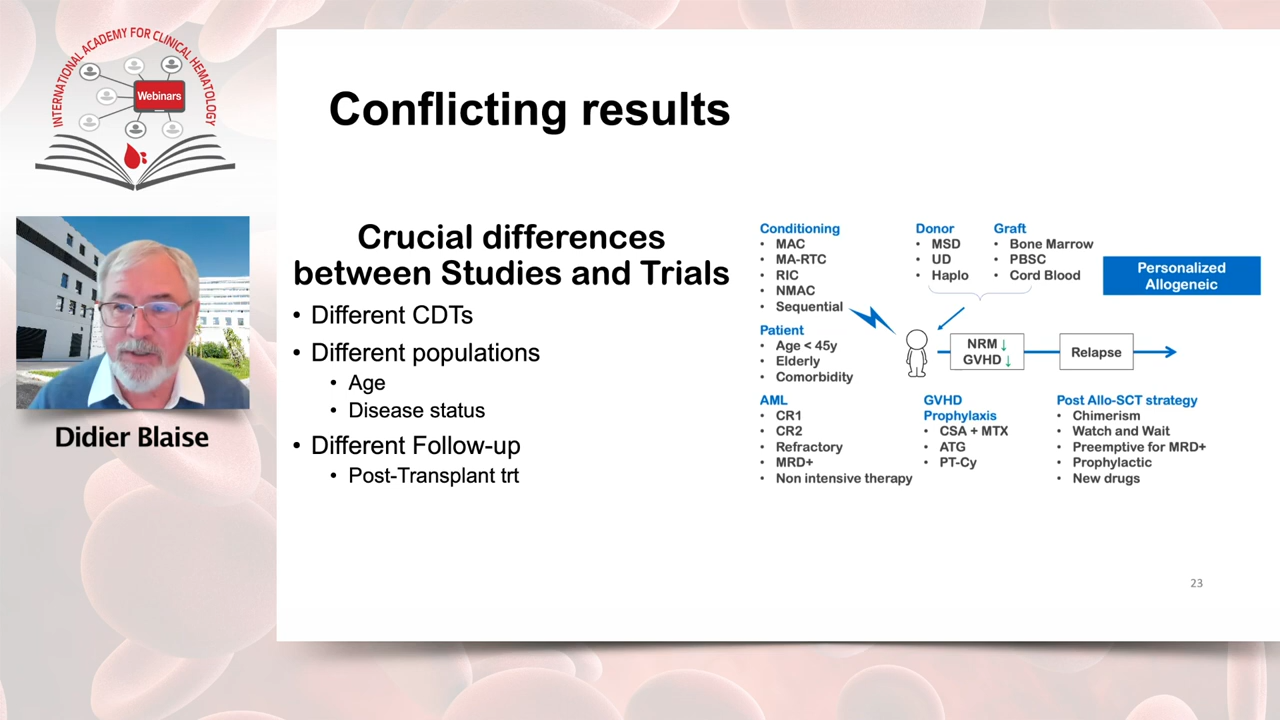 INTERNATIONAL ACADEMY FOR CLINICAL HEMATOLOGY
Webinars
Didier Blaise
Conflicting results
Crucial differences
between Studies and Trials
• Different CDTs
• Different populations
• Age
• Disease status
• Different Follow-up
• Post-Transplant trt
Conditioning
• MAC
• MA-RTC
• RIC
• NMAC
• Sequential
Patient
• Age < 45y
• Elderly
• Comorbidity
AML
• CR1
• CR2
• Refractory
• MRD+
• Non intensive therapy
Donor
• MSD
• UD
• Haplo
Graft
• Bone Marrow
• PBSC
• Cord Blood
Personalized
Allogeneic
NRM ↓
GVHD ↓
Relapse
GVHD
Prophylaxis
• CSA + MTX
• ATG
• PT-Cy
Post Allo-SCT strategy
• Chimerism
• Watch and Wait
• Preemptive for MRD+
• Prophylactic
• New drugs
23